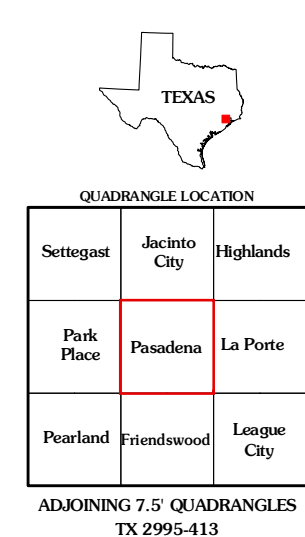 TEXAS
QUADRANGLE LOCATION
Settegast
Jacinto
City
Highlands
Park
Place
Pasadena
La Porte
Pearland
Friendswood
League
City
ADJOINING 7.5' QUADRANGLES
TX 2995-413